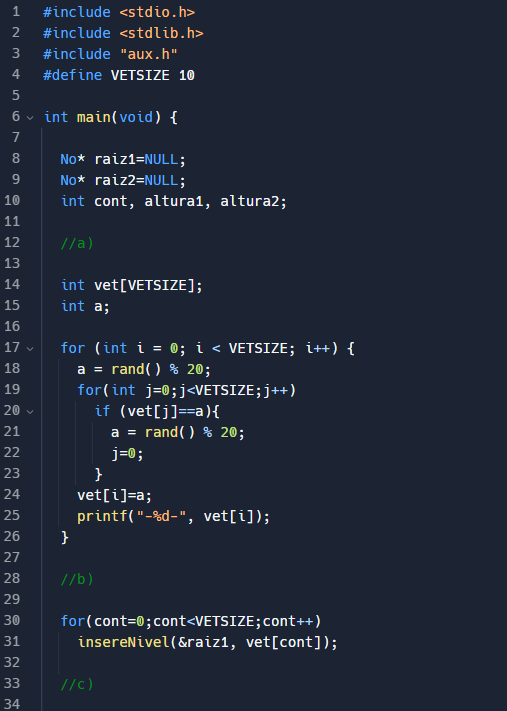 1 #include <stdio.h>
2 #include <stdlib.h>
3 #include "aux.h"
4 #define VETSIZE 10
5
6 int main(void) {
7
8 No* raiz1=NULL;
9 No* raiz2=NULL;
10 int cont, altura1, altura2;
11
12 //a)
13
14 int vet[VETSIZE];
15 int a;
16
17 for (int i = 0; i < VETSIZE; i++) {
18 a = rand() % 20;
19 for(int j=0;j<VETSIZE;j++)
20 if (vet[j]==a){
21 a = rand() % 20;
22 j=0;
23 }
24 vet[i]=a;
25 printf("-%d-", vet[i]);
26 }
27
28 //b)
29
30 for(cont=0;cont<VETSIZE;cont++)
31 insereNivel(&raiz1, vet[cont]);
32
33 //c)
34